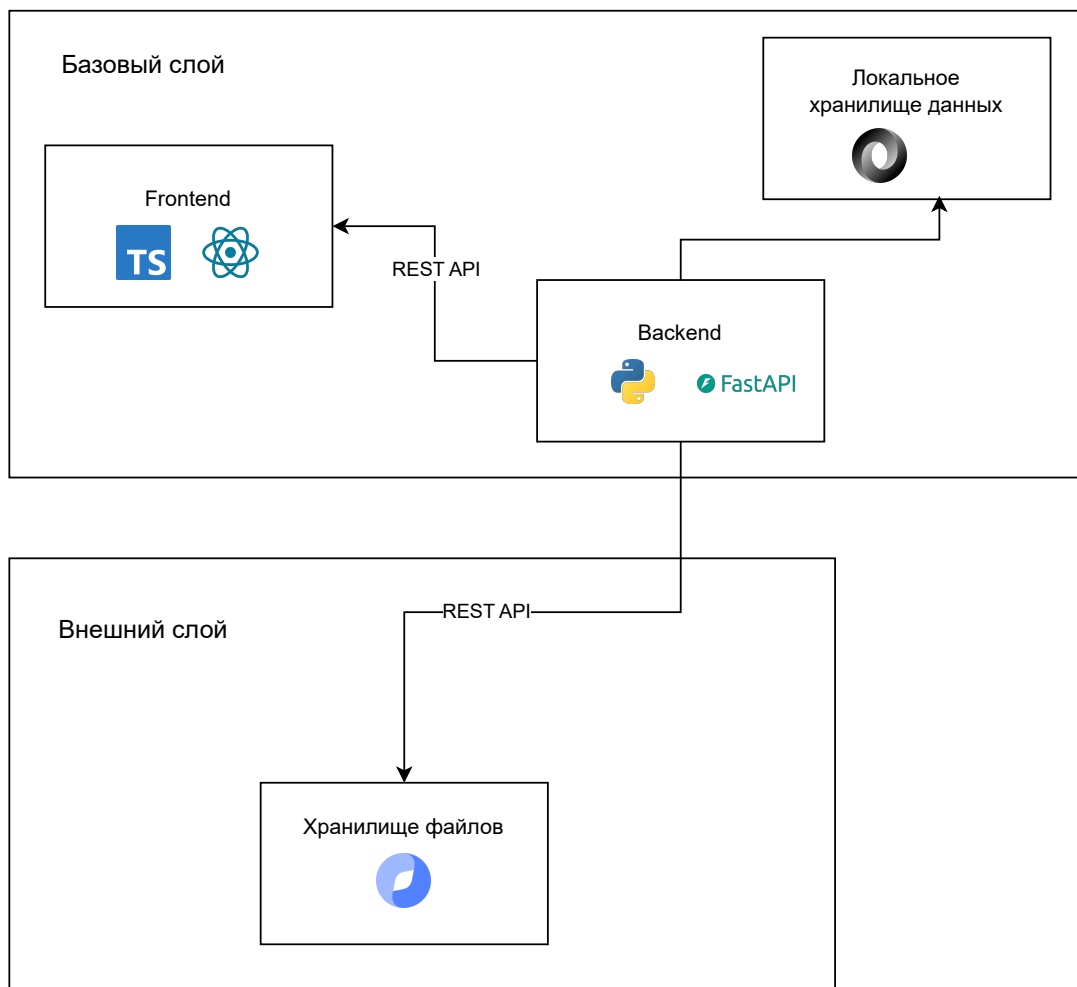 Базовый слой
Локальное
хранилище данных
Frontend
TS
REST API
Backend
FastAPI
Внешний слой
REST API
Хранилище файлов